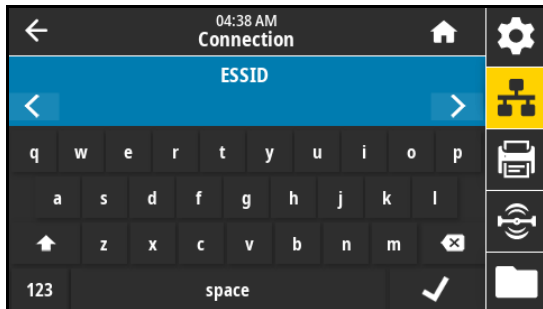 04:38 AM
Connection
ESSID
q w e r t y u i o p
a s d f g h j k l
z x c v b n m
123 space